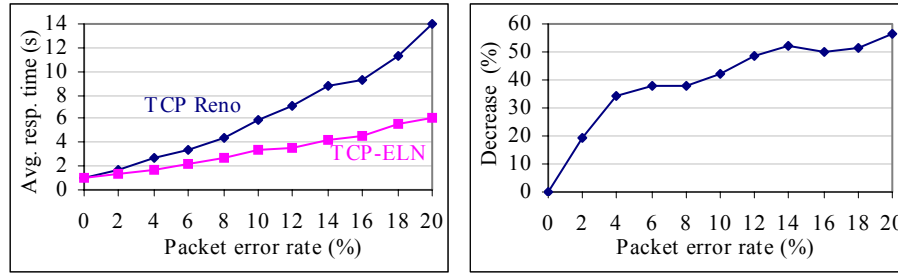 Avg. resp. time (s)
14
12
10
8
6
4
2
0
TCP Reno
TCP-ELN
0 2 4 6 8 10 12 14 16 18 20
Packet error rate (%)
Decrease (%)
60
50
40
30
20
10
0
0 2 4 6 8 10 12 14 16 18 20
Packet error rate (%)